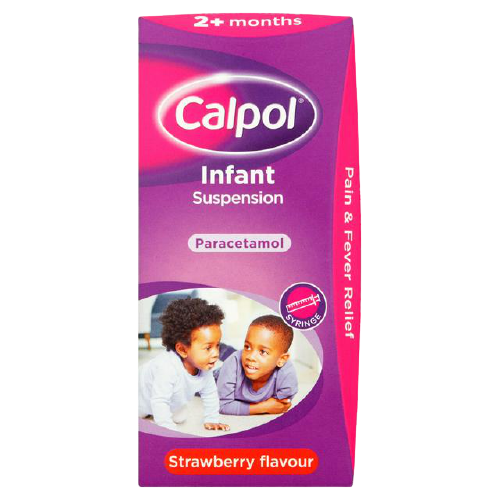 2+ months
Calpol®
Infant
Suspension
Paracetamol
Pain & Fever Relief
SYRINGE
Strawberry flavour